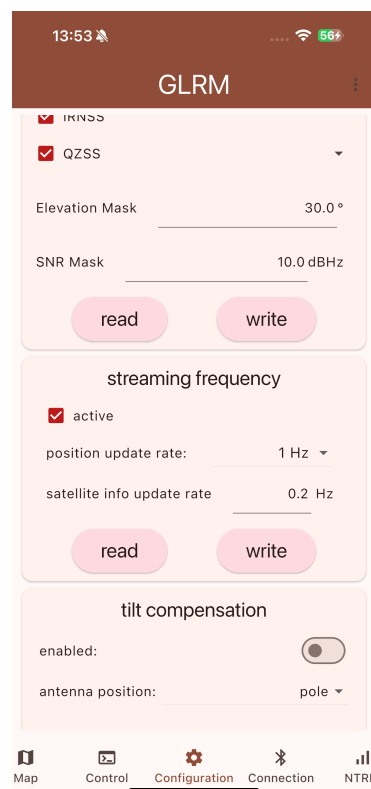 13:53
56
GLRM
IRNSS
QZSS
Elevation Mask 30.0 °
SNR Mask 10.0 dBHz
read write
streaming frequency
active
position update rate: 1 Hz
satellite info update rate 0.2 Hz
read write
tilt compensation
enabled:
antenna position: pole
Map Control Configuration Connection NTRI